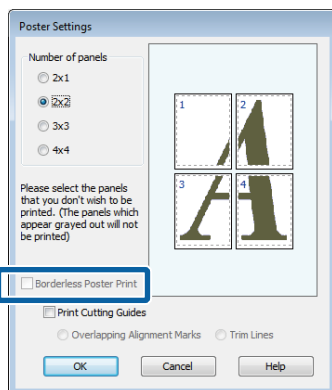 Poster Settings
Number of panels
2x1
2x2
3x3
4x4
1
2
3
4
A
Please select the panels
that you don't wish to be
printed. (The panels which
appear grayed out will not
be printed)
Borderless Poster Print
Print Cutting Guides
Overlapping Alignment Marks
Trim Lines
OK
Cancel
Help